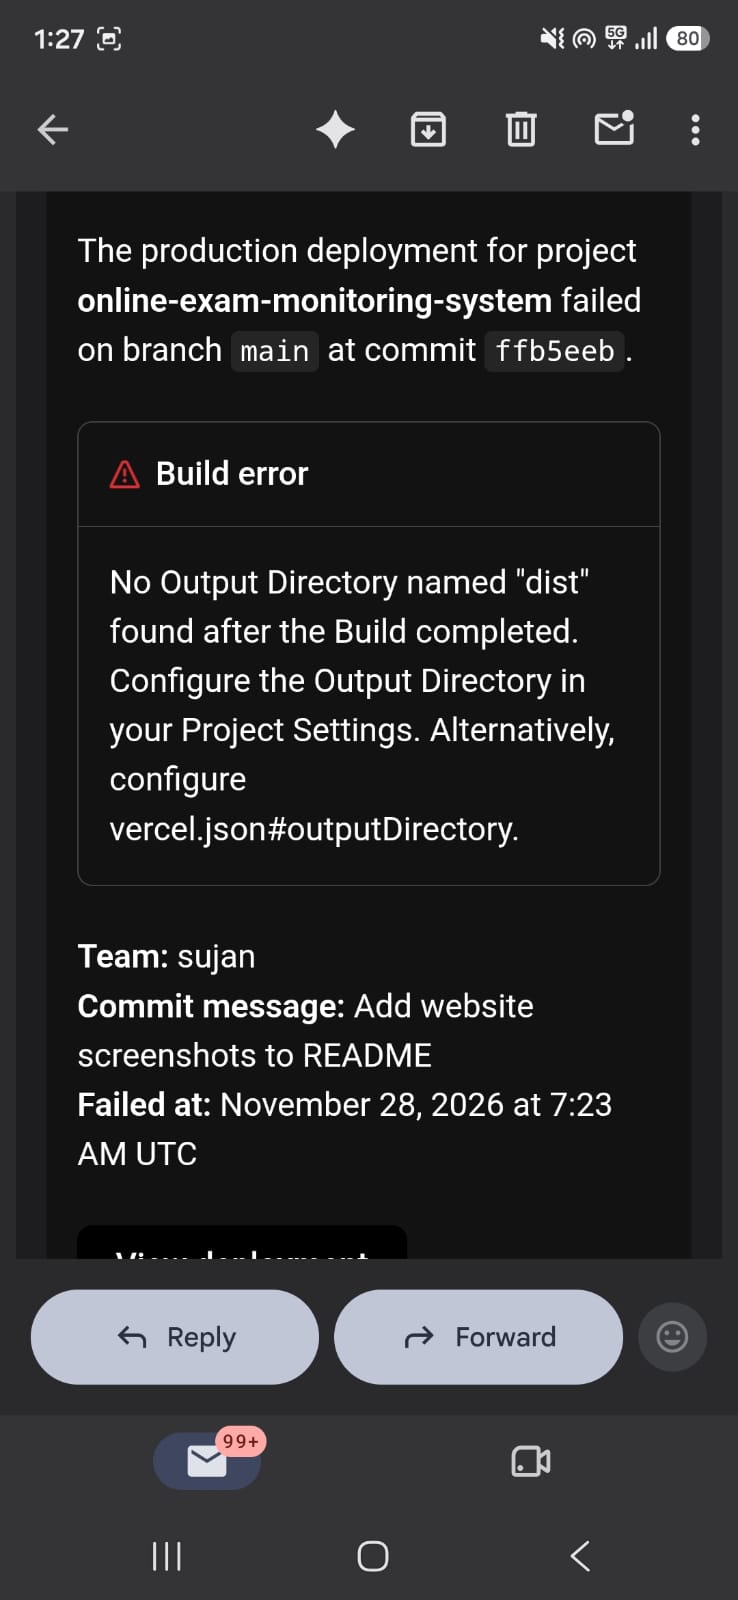 1:27
5G
80
The production deployment for project
online-exam-monitoring-system failed
on branch main at commit ffb5eeb.
Build error
No Output Directory named "dist"
found after the Build completed.
Configure the Output Directory in
your Project Settings. Alternatively,
configure
vercel.json#outputDirectory.
Team: sujan
Commit message: Add website
screenshots to README
Failed at: November 28, 2026 at 7:23
AM UTC
View deployment
Reply
Forward
99+